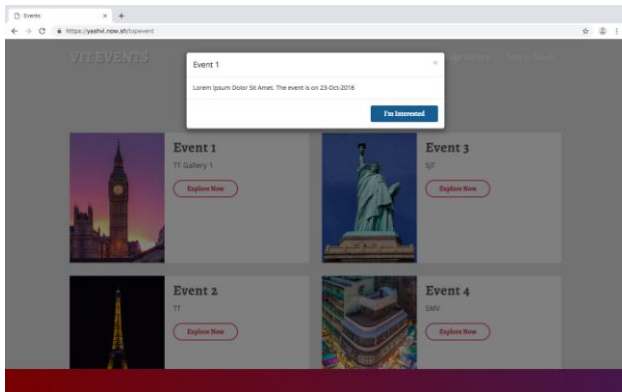 Events
https://yashvi.now.sh/topevent
VIT EVENTS
Event 1
Lorem Ipsum Dolor Sit Amet. The event is on 23-Oct-2018
I'm Interested
Event 1
TT Gallery 1
Explore Now
Event 3
SJT
Explore Now
Event 2
TT
Explore Now
Event 4
SMV
Explore Now